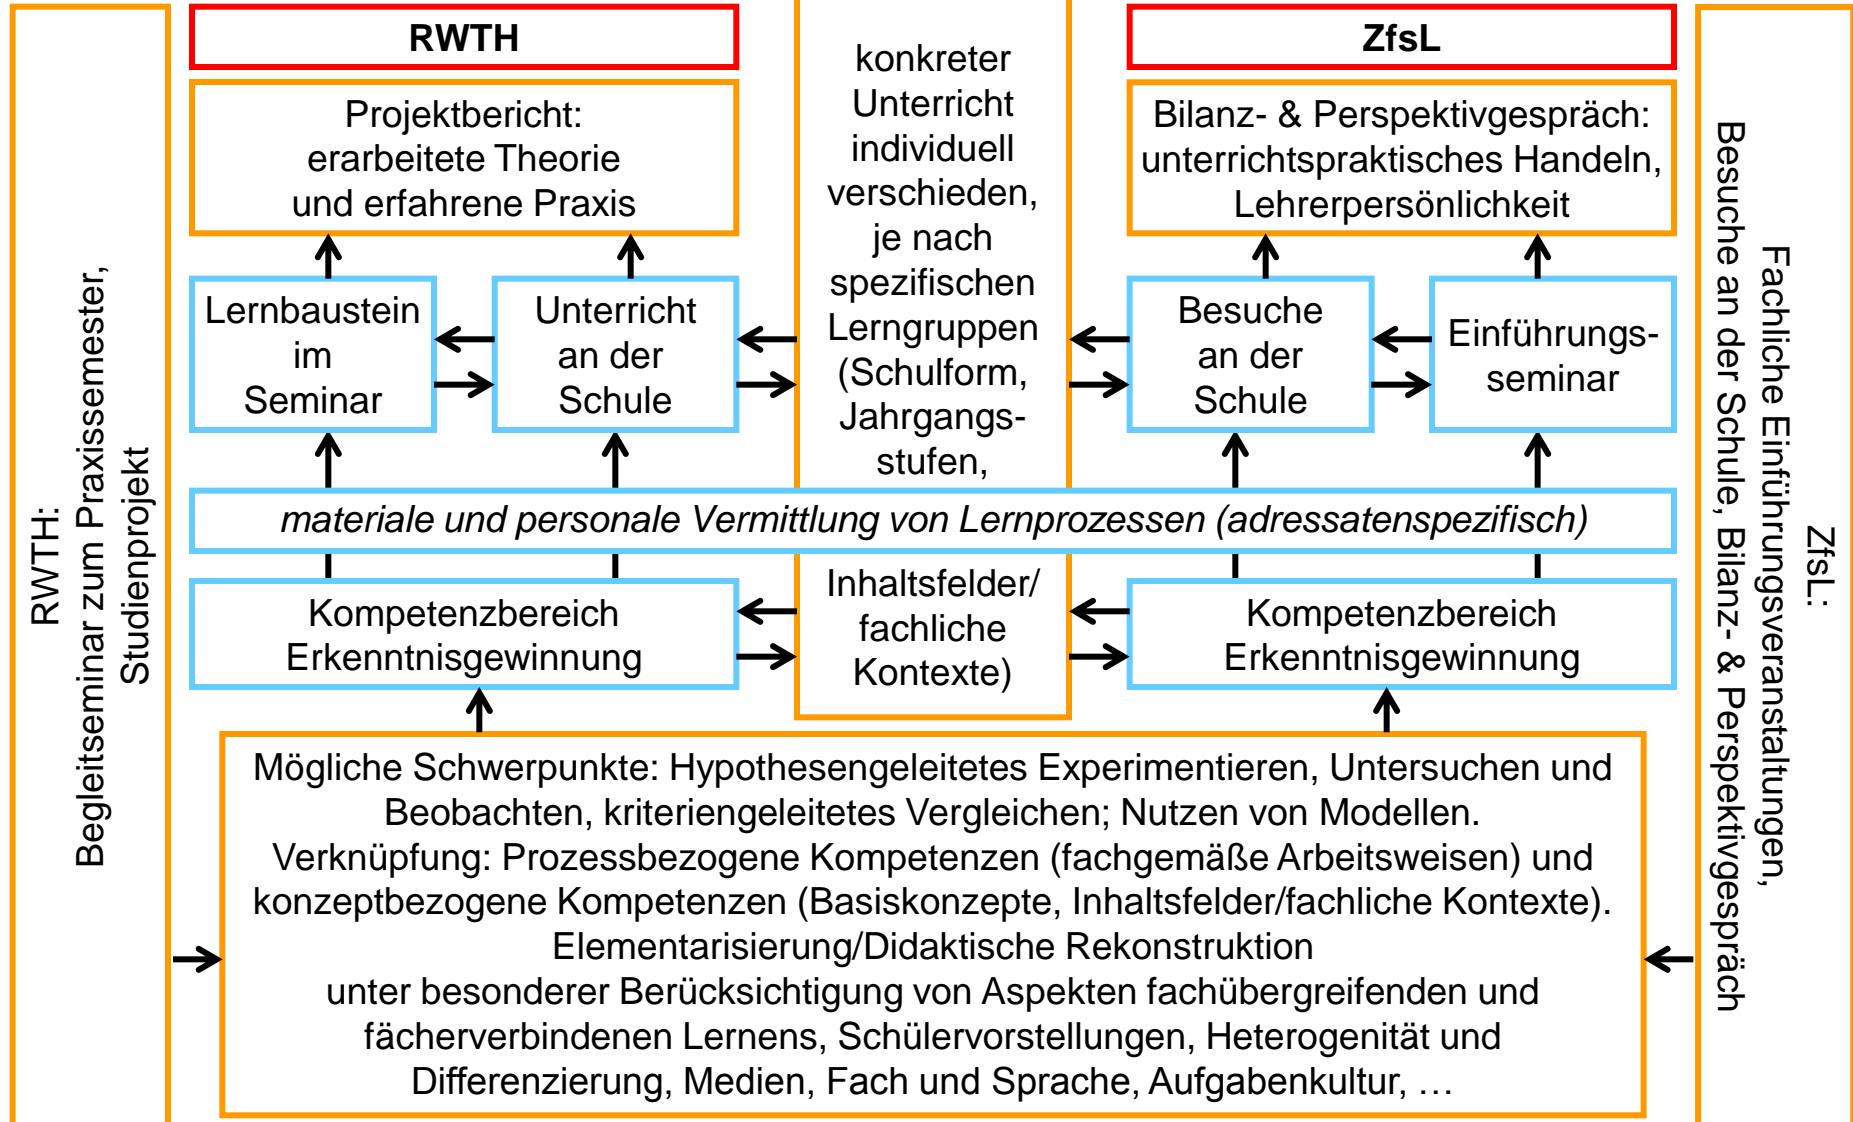 RWTH:
Begleitseminar zum Praxissemester,
Studienprojekt
RWTH
Projektbericht:
erarbeitete Theorie
und erfahrene Praxis
Lernbaustein
im
Seminar
Unterricht
an der
Schule
konkreter
Unterricht
individuell
verschieden,
je nach
spezifischen
Lerngruppen
(Schulform,
Jahrgangs-
stufen,
ZfsL
Bilanz- & Perspektivgespräch:
unterrichtspraktisches Handeln,
Lehrerpersönlichkeit
Besuche
an der
Schule
Einführungs-
seminar
materiale und personale Vermittlung von Lernprozessen (adressatenspezifisch)
Kompetenzbereich
Erkenntnisgewinnung
Inhaltsfelder/
fachliche
Kontexte)
Kompetenzbereich
Erkenntnisgewinnung
Mögliche Schwerpunkte: Hypothesengeleitetes Experimentieren, Untersuchen und
Beobachten, kriteriengeleitetes Vergleichen; Nutzen von Modellen.
Verknüpfung: Prozessbezogene Kompetenzen (fachgemäße Arbeitsweisen) und
konzeptbezogene Kompetenzen (Basiskonzepte, Inhaltsfelder/fachliche Kontexte).
Elementarisierung/Didaktische Rekonstruktion
unter besonderer Berücksichtigung von Aspekten fachübergreifenden und
fächerverbindenen Lernens, Schülervorstellungen, Heterogenität und
Differenzierung, Medien, Fach und Sprache, Aufgabenkultur, …
ZfsL:
Fachliche Einführungsveranstaltungen,
Besuche an der Schule, Bilanz- & Perspektivgespräch